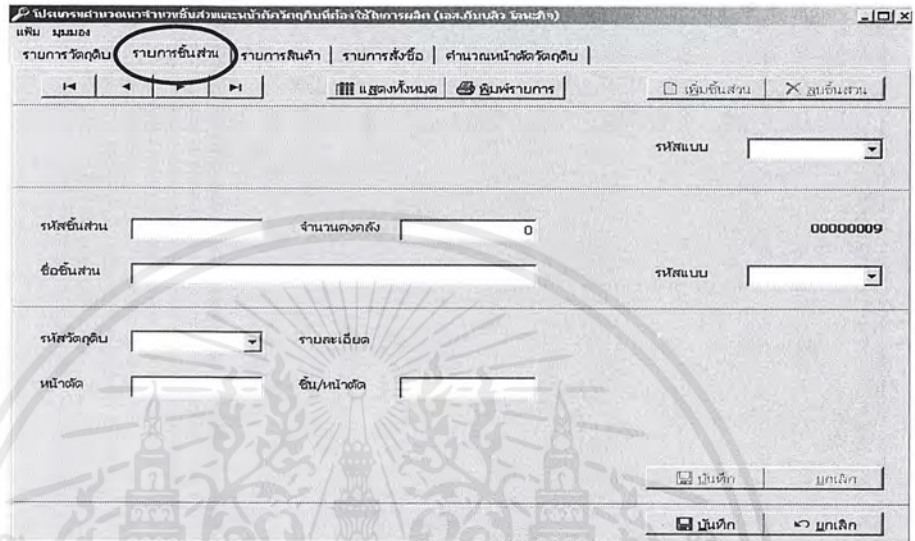 โปรแกรมคำนวณหาจำนวนชิ้นส่วนและหน้าตัดวัตถุดิบที่ต้องใช้ในการผลิต (เอส.ดับบลิว โลหะกิจ)
แฟ้ม มุมมอง
รายการวัตถุดิบ รายการชิ้นส่วน รายการสินค้า รายการสั่งซื้อ คำนวณหน้าตัดวัตถุดิบ
แสดงทั้งหมด พิมพ์รายการ เพิ่มชิ้นส่วน ลบชิ้นส่วน
รหัสแบบ
รหัสชิ้นส่วน จำนวนคงคลัง 0 00000009
ชื่อชิ้นส่วน รหัสแบบ
รหัสวัตถุดิบ รายละเอียด
หน้าตัด ชิ้น/หน้าตัด
บันทึก ยกเลิก
บันทึก ยกเลิก